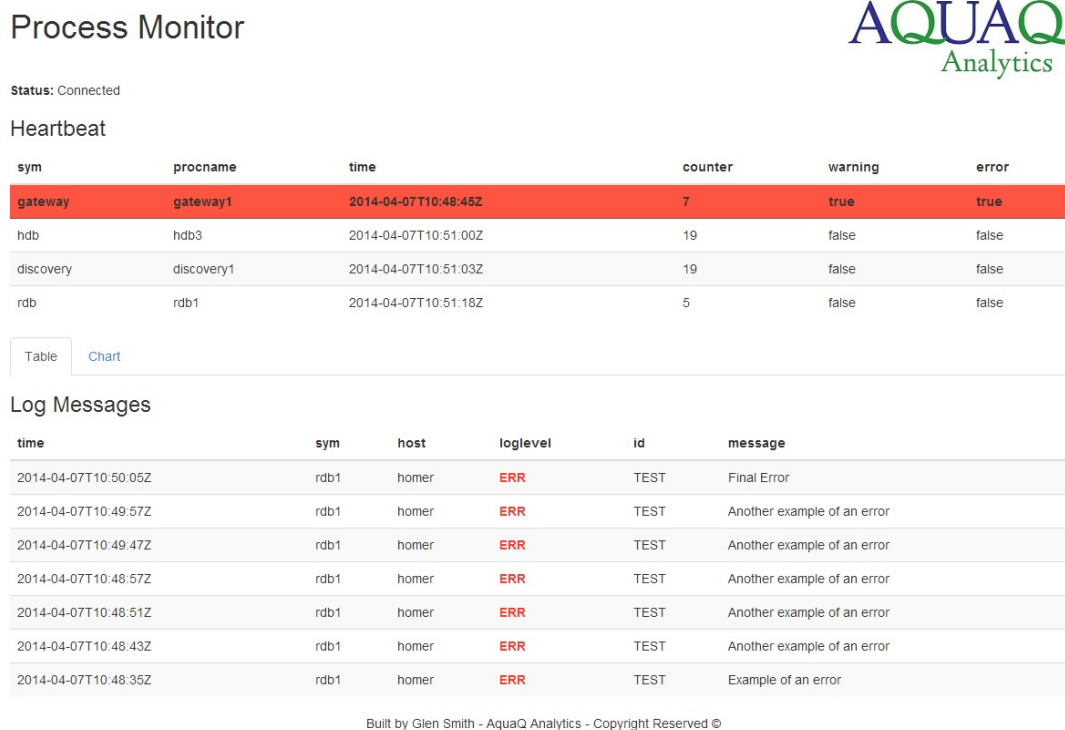 Process Monitor
AQUAQ
Analytics
Status: Connected
Heartbeat
sym procname time counter warning error
gateway gateway1 2014-04-07T10:48:45Z 7 true true
hdb hdb3 2014-04-07T10:51:00Z 19 false false
discovery discovery1 2014-04-07T10:51:03Z 19 false false
rdb rdb1 2014-04-07T10:51:18Z 5 false false
Table Chart
Log Messages
time sym host loglevel id message
2014-04-07T10:50:05Z rdb1 homer ERR TEST Final Error
2014-04-07T10:49:57Z rdb1 homer ERR TEST Another example of an error
2014-04-07T10:49:47Z rdb1 homer ERR TEST Another example of an error
2014-04-07T10:48:57Z rdb1 homer ERR TEST Another example of an error
2014-04-07T10:48:51Z rdb1 homer ERR TEST Another example of an error
2014-04-07T10:48:43Z rdb1 homer ERR TEST Another example of an error
2014-04-07T10:48:35Z rdb1 homer ERR TEST Example of an error
Built by Glen Smith - AquaQ Analytics - Copyright Reserved ©